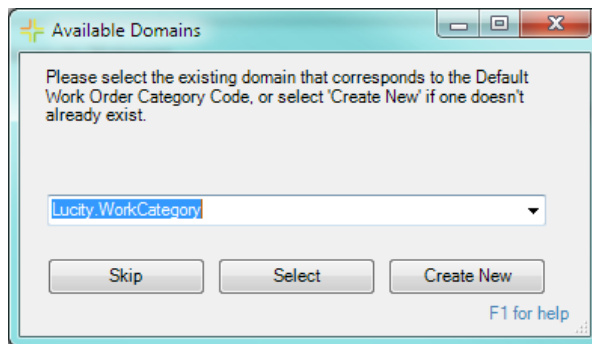 Available Domains
Please select the existing domain that corresponds to the Default
Work Order Category Code, or select 'Create New' if one doesn't
already exist.
Lucity.WorkCategory
Skip Select Create New
F1 for help